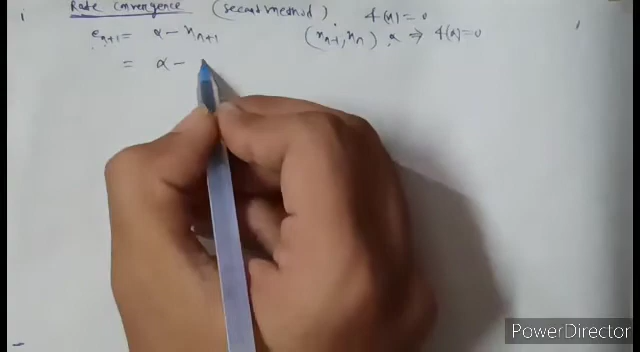 Rate Convergence (secant method). f(x) = 0
e_{n+1} = α - x_{n+1} (x_{n-1}, x_n) α → f(α) = 0
= α -
PowerDirector